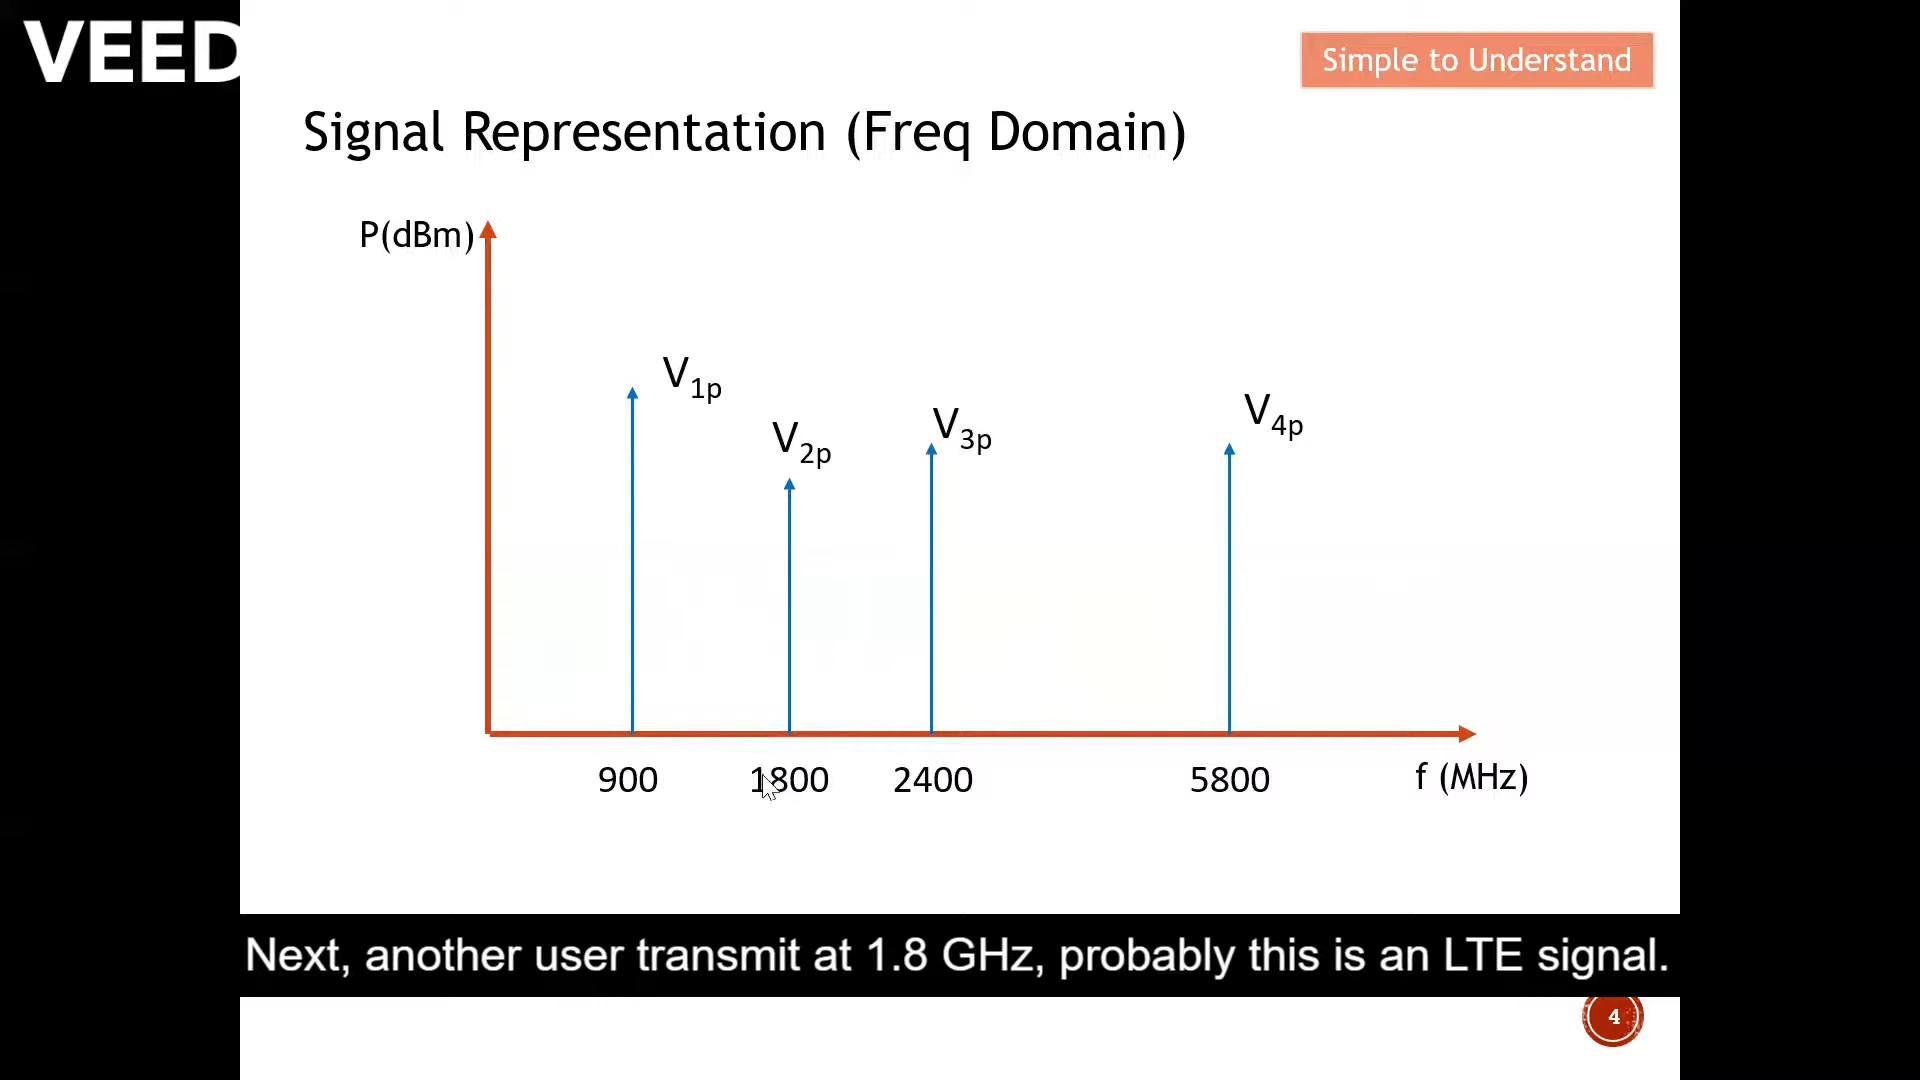 VEED
Simple to Understand
Signal Representation (Freq Domain)
P(dBm)
V1p
V2p
V3p
V4p
900 1800 2400 5800 f (MHz)
Next, another user transmit at 1.8 GHz, probably this is an LTE signal.
4